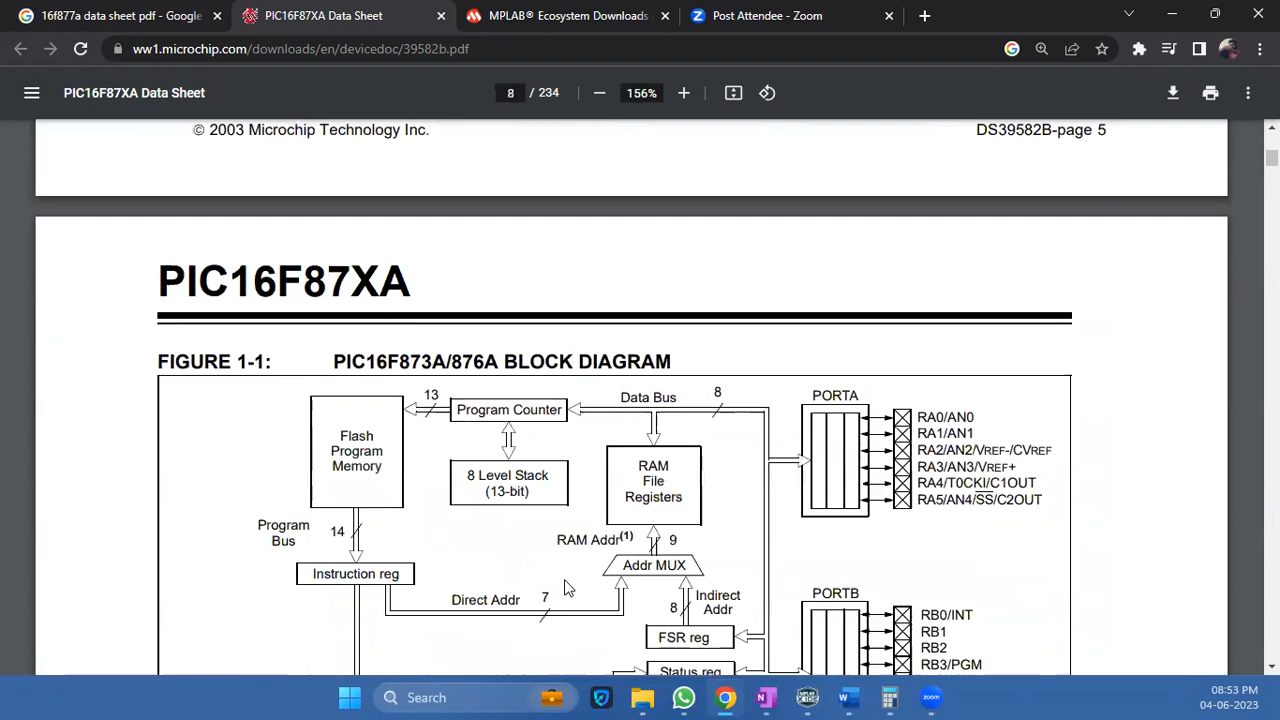 16f877a data sheet pdf - Google
PIC16F87XA Data Sheet
MPLAB® Ecosystem Downloads
Post Attendee - Zoom
ww1.microchip.com/downloads/en/devicedoc/39582b.pdf
PIC16F87XA Data Sheet
8 / 234
156%
© 2003 Microchip Technology Inc.
DS39582B-page 5
PIC16F87XA
FIGURE 1-1: PIC16F873A/876A BLOCK DIAGRAM
13
Program Counter
Data Bus
8
PORTA
Flash
Program
Memory
8 Level Stack
(13-bit)
RAM
File
Registers
RA0/AN0
RA1/AN1
RA2/AN2/VREF-/CVREF
RA3/AN3/VREF+
RA4/T0CKI/C1OUT
RA5/AN4/SS/C2OUT
Program
Bus
14
RAM Addr(1)
9
Instruction reg
Addr MUX
Direct Addr
7
8
Indirect
Addr
FSR reg
Status reg
PORTB
RB0/INT
RB1
RB2
RB3/PGM
Search
08:53 PM
04-06-2023